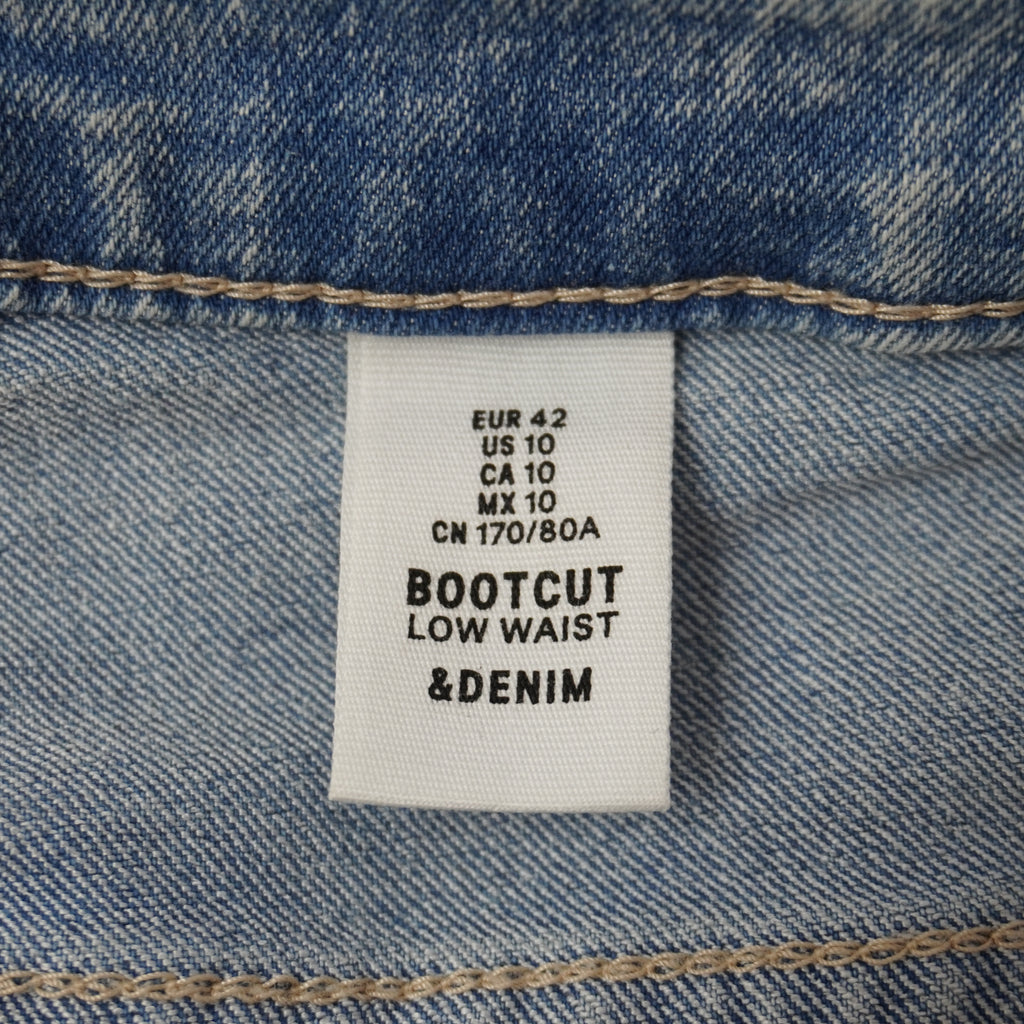 EUR 42
US 10
CA 10
MX 10
CN 170/80A
BOOTCUT
LOW WAIST
&DENIM